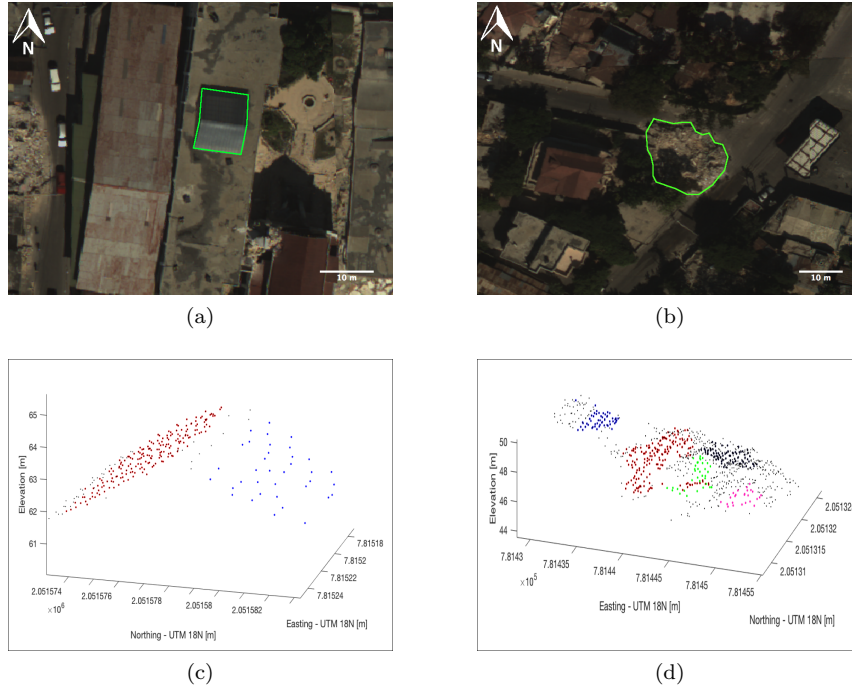 N
10 m
(a)
N
10 m
(b)
65
64
63
62
61
Elevation [m]
2.051574
2.051576
2.051578
2.05158
2.051582
×10⁶
Northing - UTM 18N [m]
7.81518
7.8152
7.81522
7.81524
Easting - UTM 18N [m]
(c)
50
48
46
44
Elevation [m]
7.8143
7.81435
7.8144
7.81445
7.8145
7.81455
×10⁵
Easting - UTM 18N [m]
2.05132
2.05132
2.051315
2.05131
Northing - UTM 18N [m]
(d)